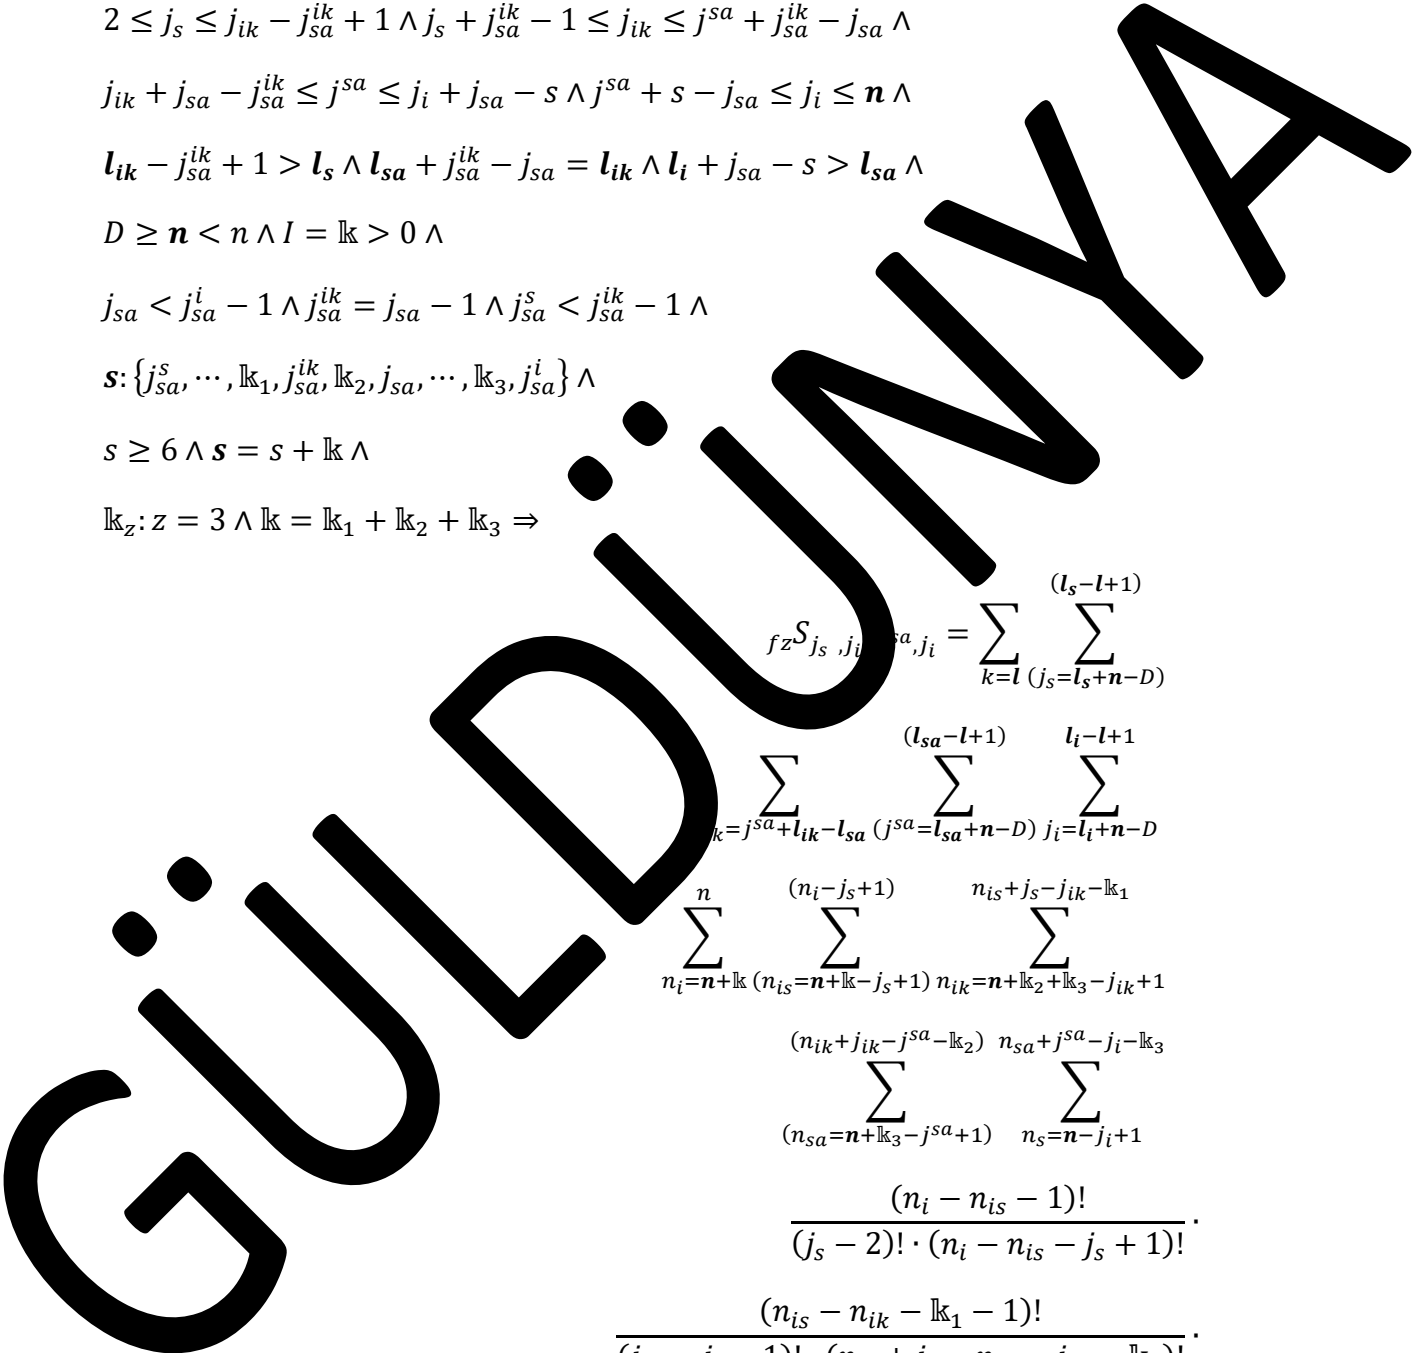 2 ≤ j_s ≤ j_{ik} − j_{sa}^{ik} + 1 ∧ j_s + j_{sa}^{ik} − 1 ≤ j_{ik} ≤ j^{sa} + j_{sa}^{ik} − j_{sa} ∧
j_{ik} + j_{sa} − j_{sa}^{ik} ≤ j^{sa} ≤ j_i + j_{sa} − s ∧ j^{sa} + s − j_{sa} ≤ j_i ≤ n ∧
l_{ik} − j_{sa}^{ik} + 1 > l_s ∧ l_{sa} + j_{sa}^{ik} − j_{sa} = l_{ik} ∧ l_i + j_{sa} − s > l_{sa} ∧
D ≥ n < n ∧ I = 𝕜 > 0 ∧
j_{sa} < j_{sa}^i − 1 ∧ j_{sa}^{ik} = j_{sa} − 1 ∧ j_{sa}^s < j_{sa}^{ik} − 1 ∧
s: {j_{sa}^s, ⋯ , 𝕜_1, j_{sa}^{ik}, 𝕜_2, j_{sa}, ⋯ , 𝕜_3, j_{sa}^i} ∧
s ≥ 6 ∧ s = s + 𝕜 ∧
𝕜_z: z = 3 ∧ 𝕜 = 𝕜_1 + 𝕜_2 + 𝕜_3 ⇒
_{fz}S_{j_s ,j_i sa,j_i} = ∑_{k=l} ∑_{(j_s=l_s+n−D)}^{(l_s−l+1)}
∑_{k=j^{sa}+l_{ik}−l_{sa}} ∑_{(j^{sa}=l_{sa}+n−D)}^{(l_{sa}−l+1)} ∑_{j_i=l_i+n−D}^{l_i−l+1}
∑_{n_i=n+𝕜}^{n} ∑_{(n_{is}=n+𝕜−j_s+1)}^{(n_i−j_s+1)} ∑_{n_{ik}=n+𝕜_2+𝕜_3−j_{ik}+1}^{n_{is}+j_s−j_{ik}−𝕜_1}
∑_{(n_{sa}=n+𝕜_3−j^{sa}+1)}^{(n_{ik}+j_{ik}−j^{sa}−𝕜_2)} ∑_{n_s=n−j_i+1}^{n_{sa}+j^{sa}−j_i−𝕜_3}
(n_i − n_{is} − 1)!
(j_s − 2)! · (n_i − n_{is} − j_s + 1)! ·
(n_{is} − n_{ik} − 𝕜_1 − 1)! ·
GÜLDÜNYA